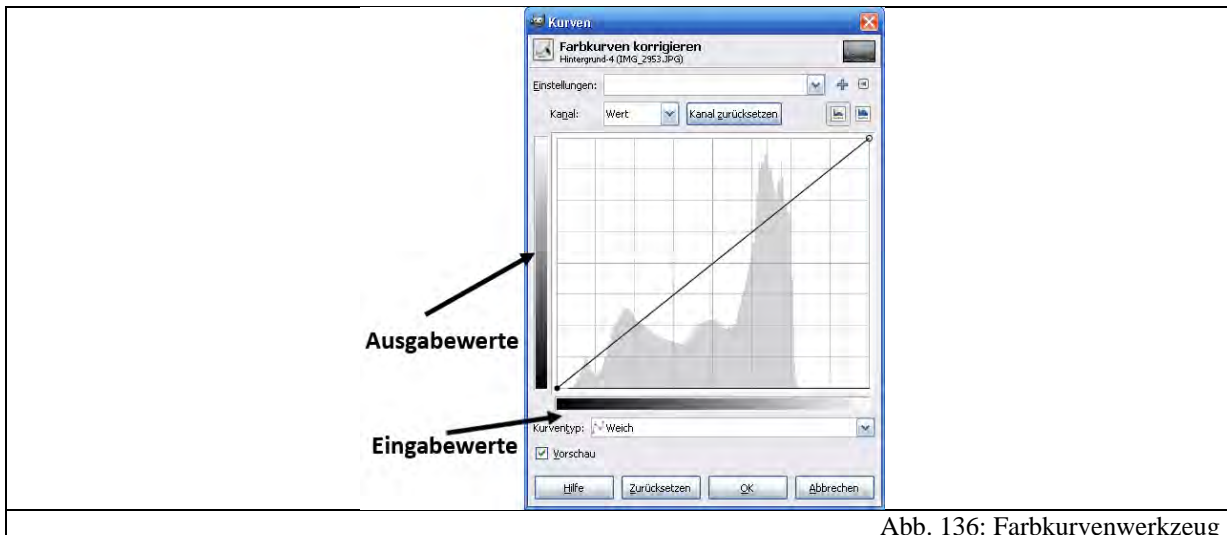 Kurven
Farbkurven korrigieren
Hintergrund-4 (IMG_2953.JPG)
Einstellungen:
Kanal: Wert Kanal zurücksetzen
Ausgabewerte
Eingabewerte
Kurventyp: Weich
Vorschau
Hilfe Zurücksetzen OK Abbrechen
Abb. 136: Farbkurvenwerkzeug